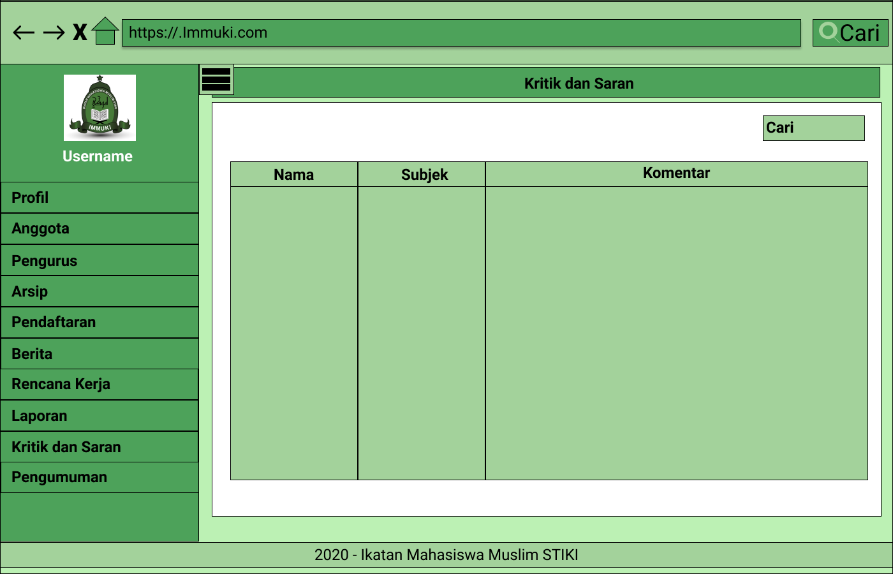 X
https://.Immuki.com
Cari
Kritik dan Saran
IMMUKI
Username
Cari
Profil
Anggota
Pengurus
Arsip
Pendaftaran
Berita
Rencana Kerja
Laporan
Kritik dan Saran
Pengumuman
Nama
Subjek
Komentar
2020 - Ikatan Mahasiswa Muslim STIKI